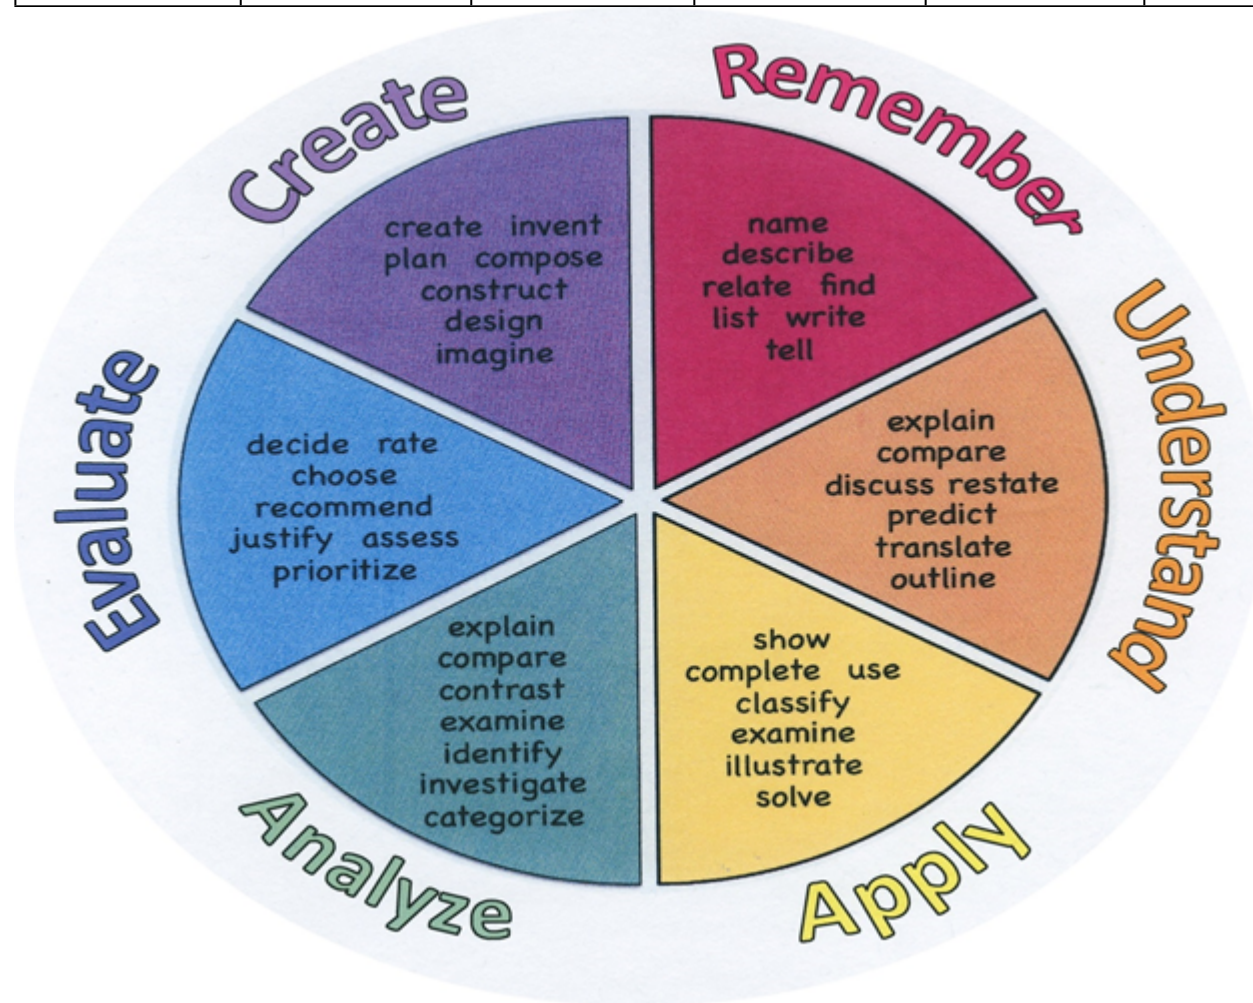 Remember
name
describe
relate find
list write
tell
Understand
explain
compare
discuss restate
predict
translate
outline
Apply
show
complete use
classify
examine
illustrate
solve
Analyze
explain
compare
contrast
examine
identify
investigate
categorize
Evaluate
decide rate
choose
recommend
justify assess
prioritize
Create
create invent
plan compose
construct
design
imagine